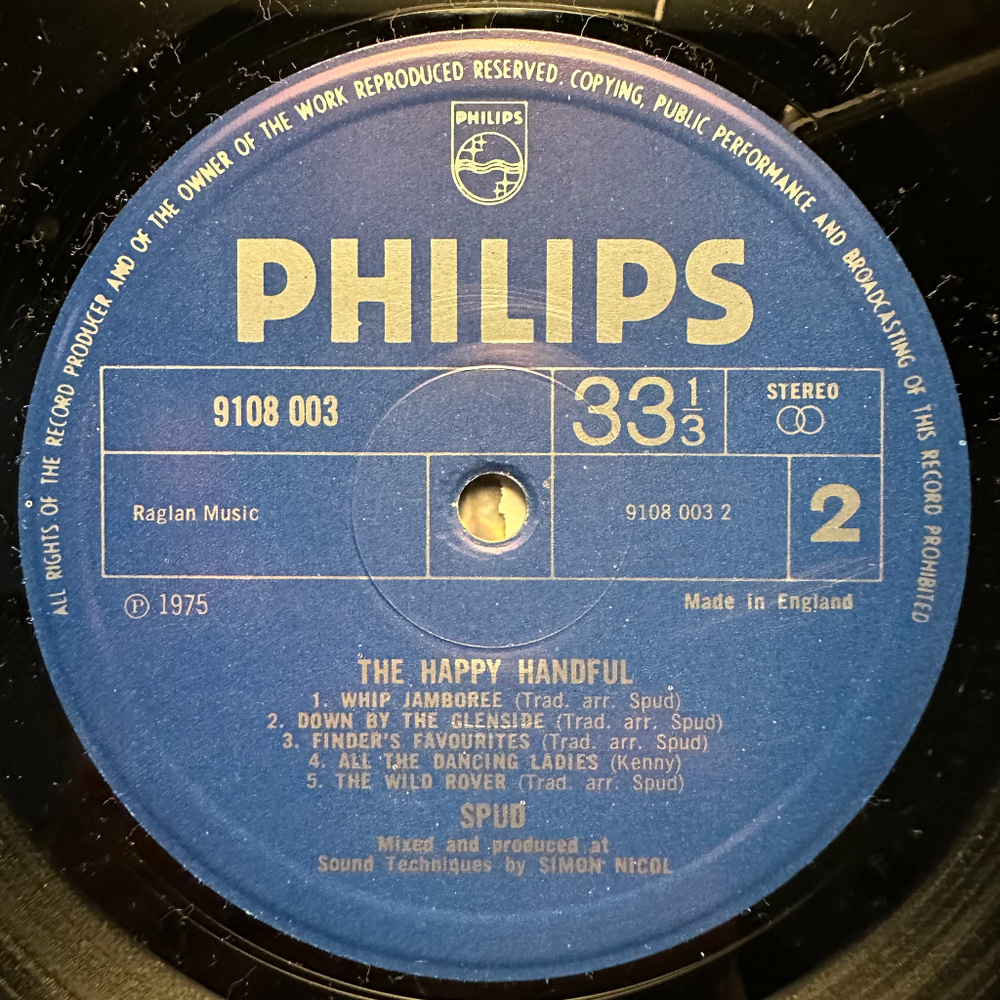 ALL RIGHTS OF THE RECORD PRODUCER AND OF THE OWNER OF THE WORK REPRODUCED RESERVED. COPYING, PUBLIC PERFORMANCE AND BROADCASTING OF THIS RECORD PROHIBITED
PHILIPS
PHILIPS
9108 003
33 1/3
STEREO
Raglan Music
9108 003 2
2
Ⓟ 1975
Made in England
THE HAPPY HANDFUL
1. WHIP JAMBOREE (Trad. arr. Spud)
2. DOWN BY THE GLENSIDE (Trad. arr. Spud)
3. FINDER'S FAVOURITES (Trad. arr. Spud)
4. ALL THE DANCING LADIES (Kenny)
5. THE WILD ROVER (Trad. arr. Spud)
SPUD
Mixed and produced at
Sound Techniques by SIMON NICOL